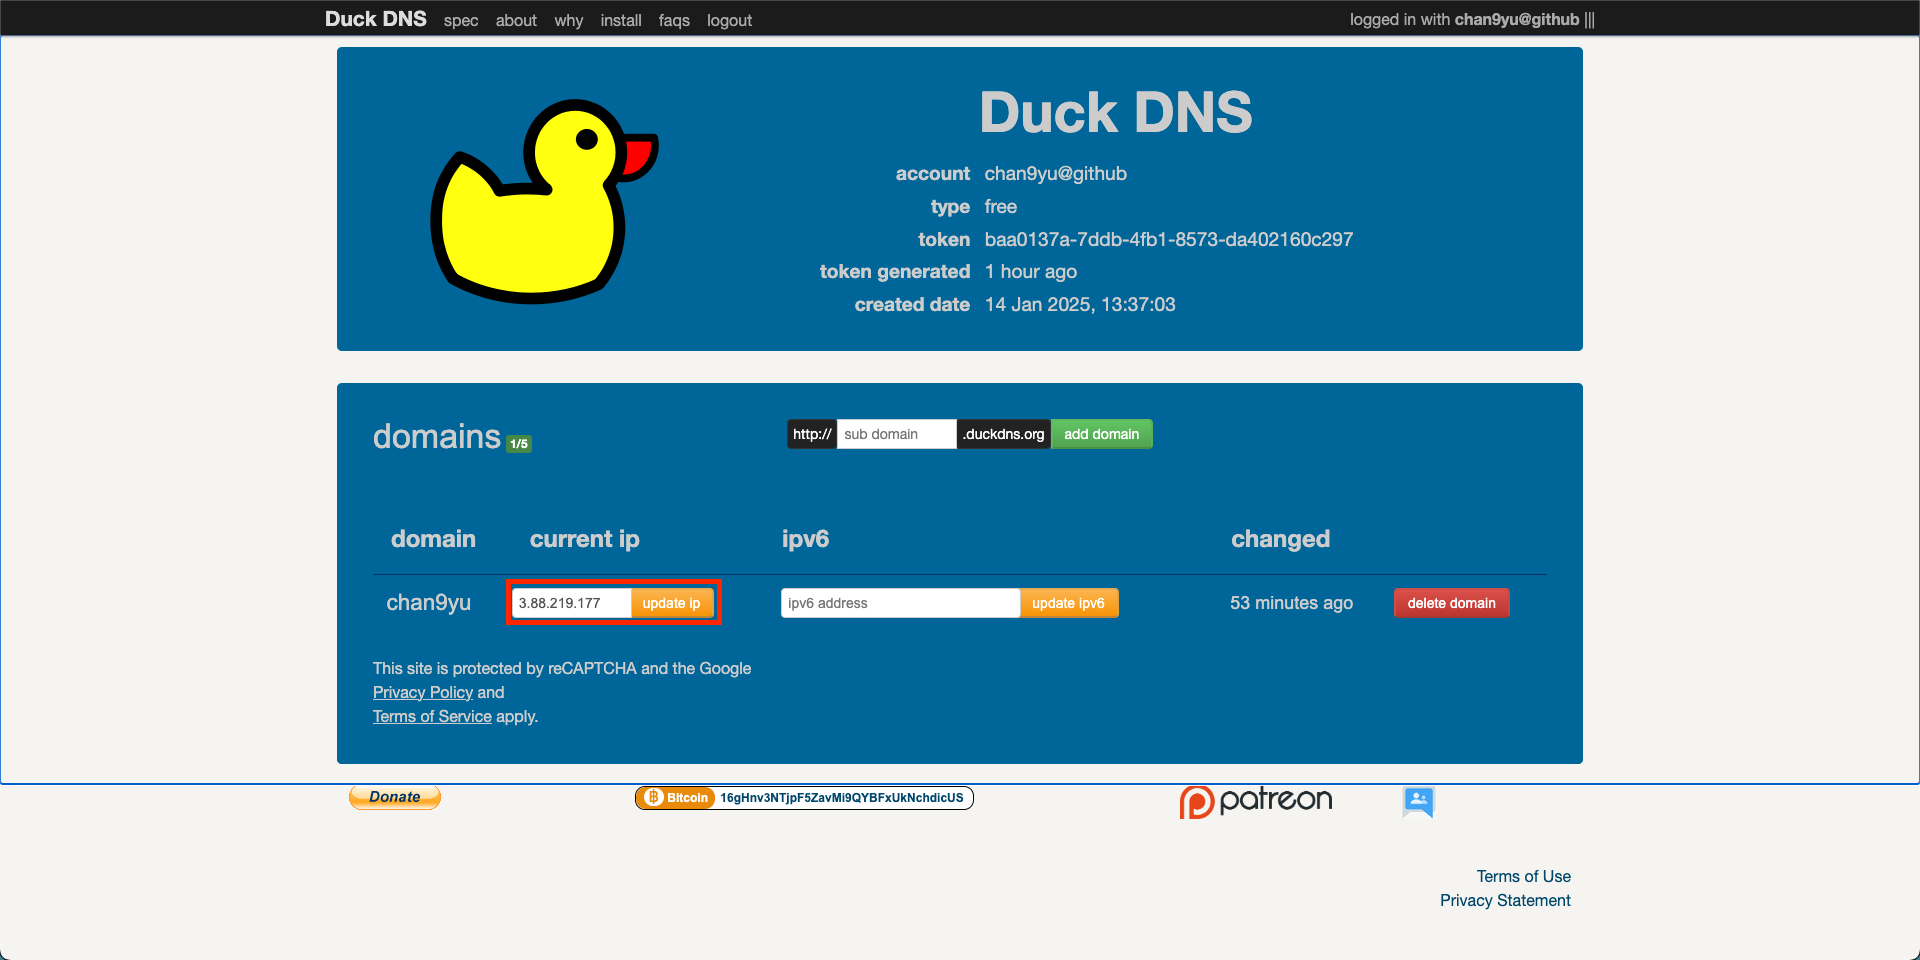 Duck DNS spec about why install faqs logout logged in with chan9yu@github |||
Duck DNS
account chan9yu@github
type free
token baa0137a-7ddb-4fb1-8573-da402160c297
token generated 1 hour ago
created date 14 Jan 2025, 13:37:03
domains 1/5 http:// sub domain .duckdns.org add domain
domain current ip ipv6 changed
chan9yu 3.88.219.177 update ip ipv6 address update ipv6 53 minutes ago delete domain
This site is protected by reCAPTCHA and the Google
Privacy Policy and
Terms of Service apply.
Donate Bitcoin 16gHnv3NTjpF5ZavMi9QYBFxUkNchdicUS patreon
Terms of Use
Privacy Statement